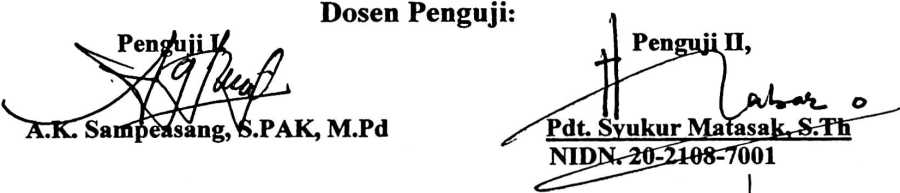 Dosen Penguji:
Penguji I,
Penguji II,
A.K. Sampeasang, S.PAK, M.Pd
Pdt. Syukur Matasak, S.Th
NIDN. 20-2108-7001